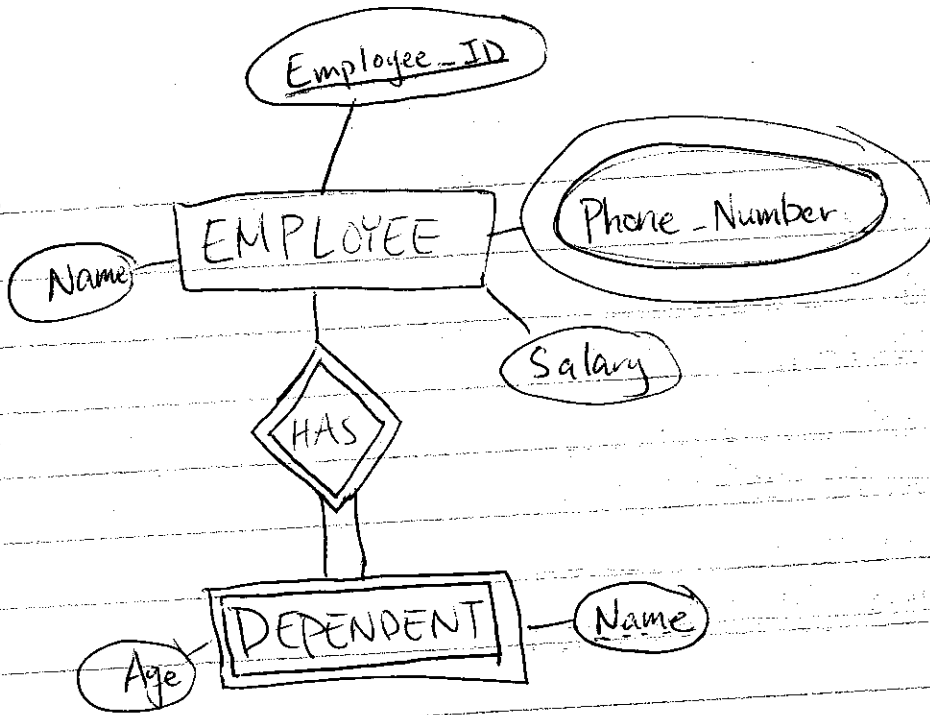 Employee_ID
EMPLOYEE
Phone_Number
Name
Salary
HAS
DEPENDENT
Name
Age